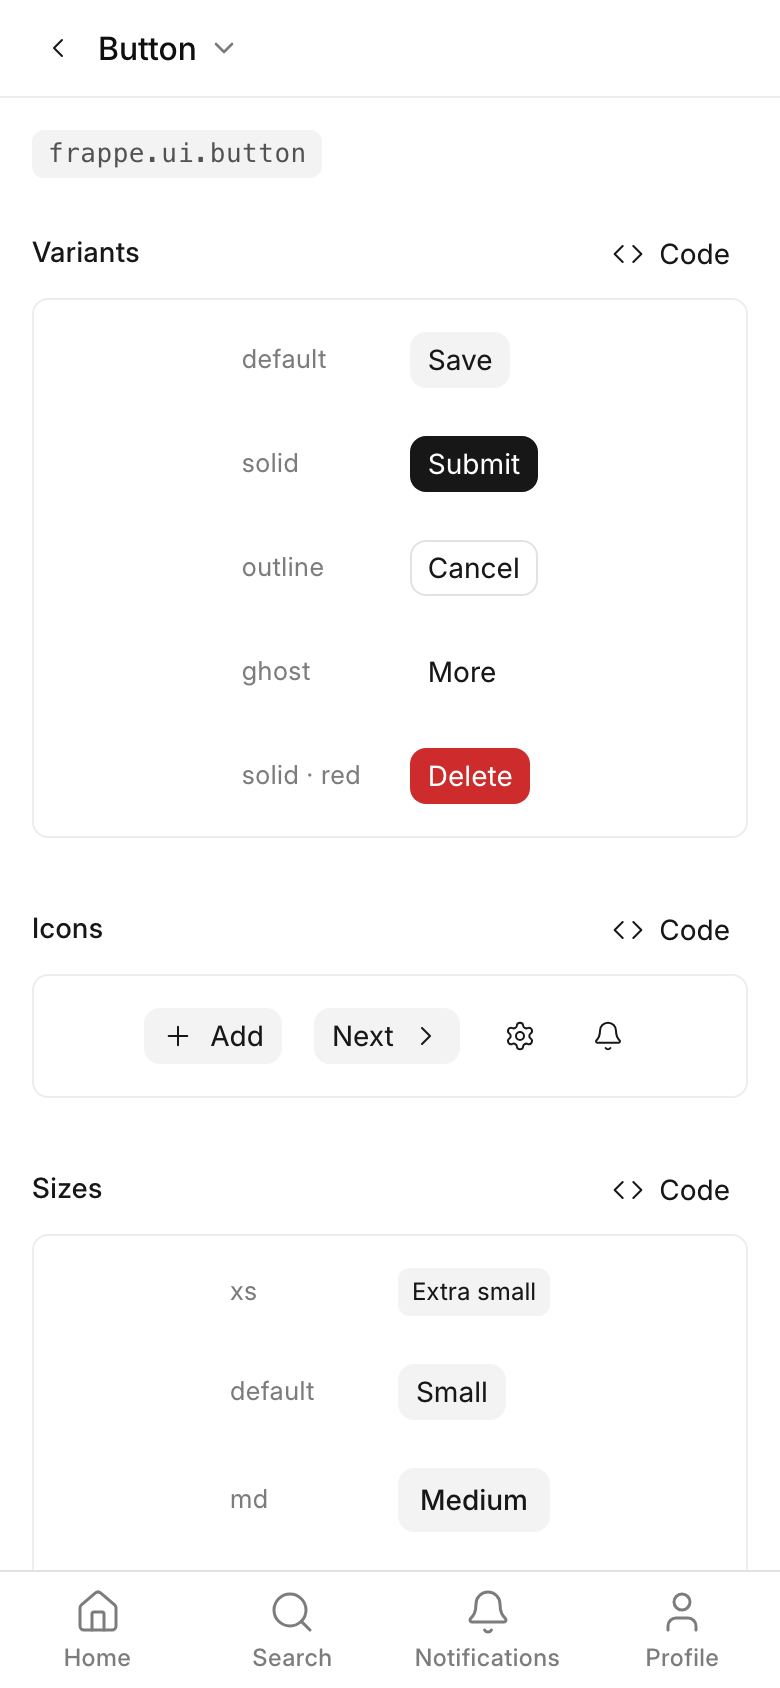 Button
frappe.ui.button
Variants
Code
default
Save
solid
Submit
outline
Cancel
ghost
More
solid · red
Delete
Icons
Code
Add
Next
Sizes
Code
xs
Extra small
default
Small
md
Medium
Home
Search
Notifications
Profile